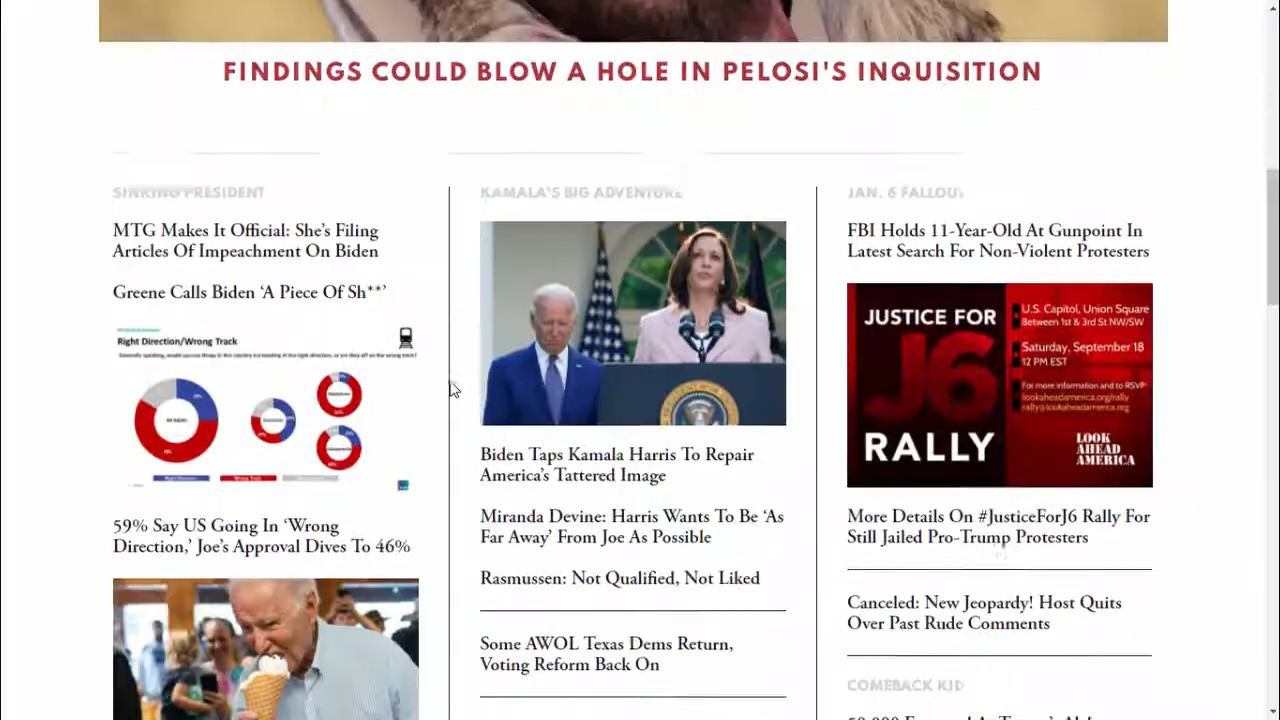 FINDINGS COULD BLOW A HOLE IN PELOSI'S INQUISITION
SINKING PRESIDENT
MTG Makes It Official: She's Filing
Articles Of Impeachment On Biden
Greene Calls Biden 'A Piece Of Sh**'
Right Direction/Wrong Track
59% Say US Going In 'Wrong
Direction,' Joe's Approval Dives To 46%
KAMALA'S BIG ADVENTURE
Biden Taps Kamala Harris To Repair
America's Tattered Image
Miranda Devine: Harris Wants To Be 'As
Far Away' From Joe As Possible
Rasmussen: Not Qualified, Not Liked
Some AWOL Texas Dems Return,
Voting Reform Back On
JAN. 6 FALLOUT
FBI Holds 11-Year-Old At Gunpoint In
Latest Search For Non-Violent Protesters
JUSTICE FOR
J6
RALLY
U.S. Capitol, Union Square
Between 1st & 3rd St NW/SW
Saturday, September 18
12 PM EST
For more information and to RSVP
lookaheadamerica.org/rally
rally@lookaheadamerica.org
LOOK
AHEAD
AMERICA
More Details On #JusticeForJ6 Rally For
Still Jailed Pro-Trump Protesters
Canceled: New Jeopardy! Host Quits
Over Past Rude Comments
COMEBACK KID